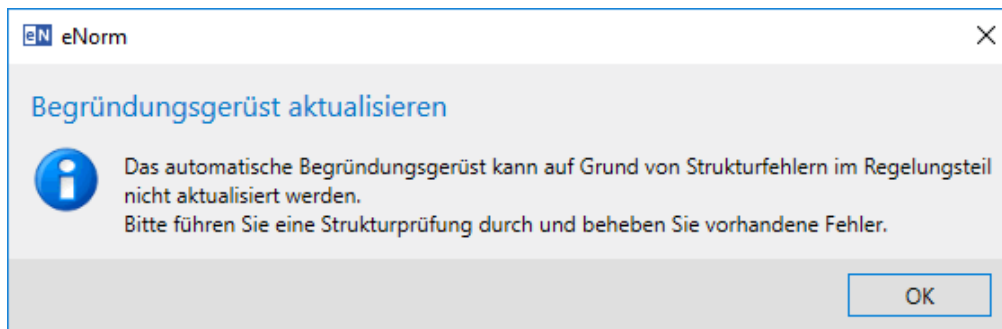 eN eNorm
Begründungsgerüst aktualisieren
Das automatische Begründungsgerüst kann auf Grund von Strukturfehlern im Regelungsteil
nicht aktualisiert werden.
Bitte führen Sie eine Strukturprüfung durch und beheben Sie vorhandene Fehler.
OK